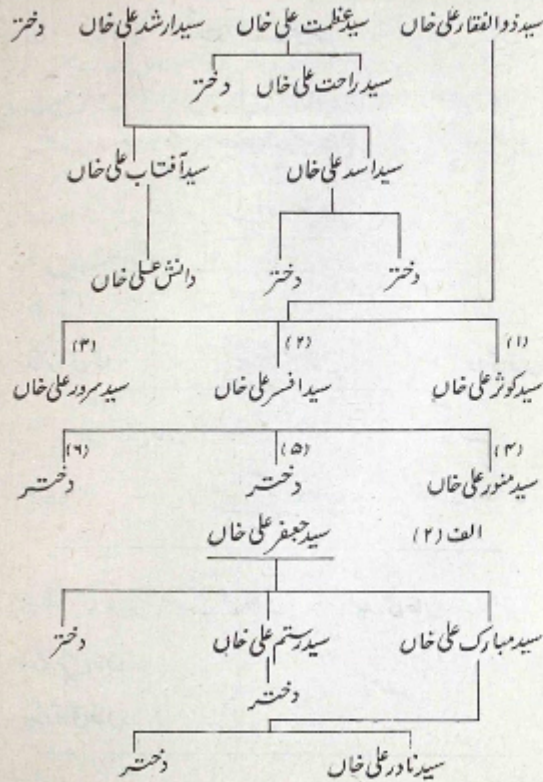 سید ذوالفقار علی خاں سید عظمت علی خاں سید ارشد علی خاں دختر
سید راحت علی خاں دختر
سید اسد علی خاں سید آفتاب علی خاں
دختر دختر دانش علی خاں
(۱) (۲) (۳)
سید کوثر علی خاں سید افسر علی خاں سید سرور علی خاں
(۴) (۵) (۶)
سید منور علی خاں دختر دختر
الف (۲) سید جعفر علی خاں
سید مبارک علی خاں سید رستم علی خاں دختر
دختر
سید نادر علی خاں دختر